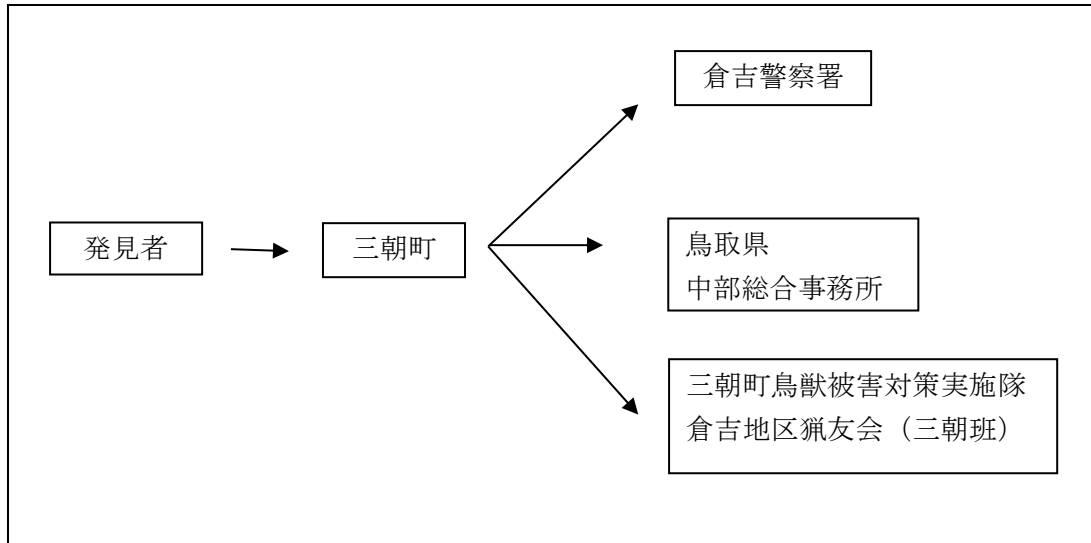 倉吉警察署
発見者
三朝町
鳥取県
中部総合事務所
三朝町鳥獣被害対策実施隊
倉吉地区猟友会（三朝班）